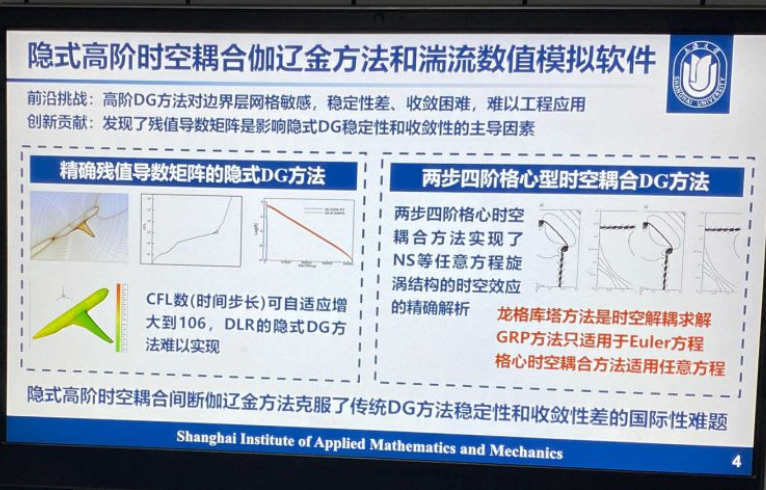 隐式高阶时空耦合伽辽金方法和湍流数值模拟软件
SHANGHAI UNIVERSITY
前沿挑战：高阶DG方法对边界层网格敏感，稳定性差、收敛困难，难以工程应用
创新贡献：发现了残值导数矩阵是影响隐式DG稳定性和收敛性的主导因素
精确残值导数矩阵的隐式DG方法
CFL数(时间步长)可自适应增
大到106，DLR的隐式DG方
法难以实现
两步四阶格心型时空耦合DG方法
两步四阶格心时空
耦合方法实现了
NS等任意方程旋
涡结构的时空效应
的精确解析
龙格库塔方法是时空解耦求解
GRP方法只适用于Euler方程
格心时空耦合方法适用任意方程
隐式高阶时空耦合间断伽辽金方法克服了传统DG方法稳定性和收敛性差的国际性难题
Shanghai Institute of Applied Mathematics and Mechanics
4